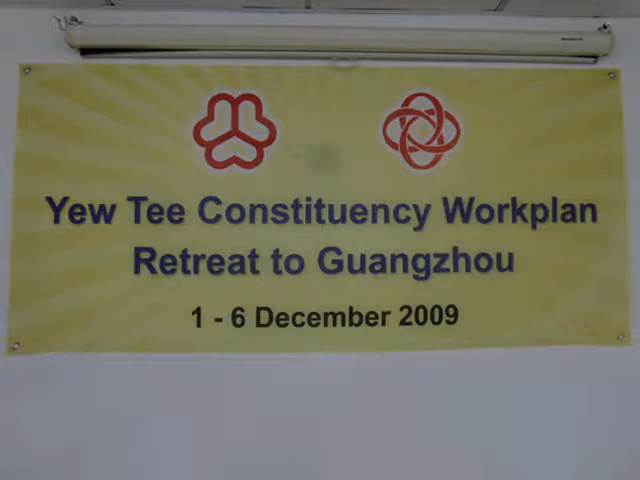 Yew Tee Constituency Workplan
Retreat to Guangzhou
1 - 6 December 2009